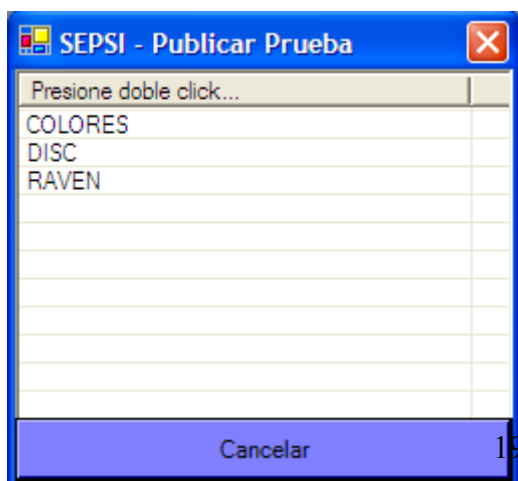 SEPSI - Publicar Prueba
Presione doble click...
COLORES
DISC
RAVEN
Cancelar